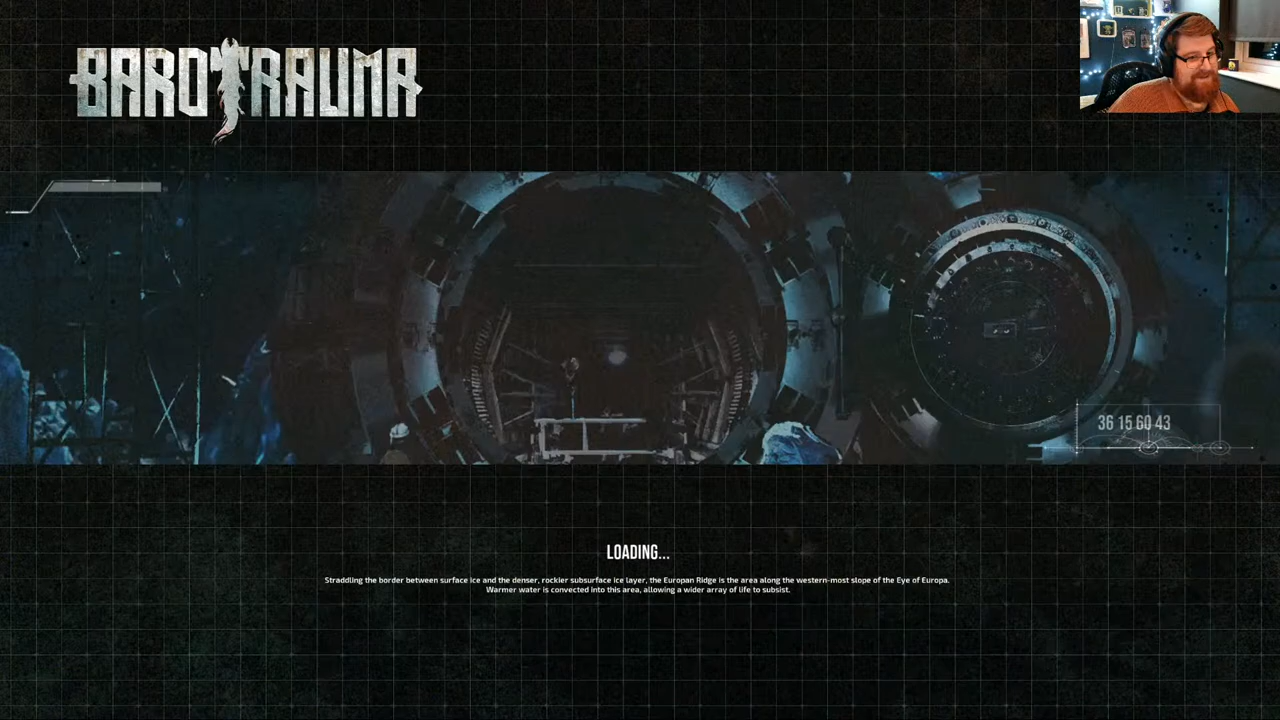 BAROTRAUMA
36 15 60 43
LOADING...
Straddling the border between surface ice and the denser, rockier subsurface ice layer, the Europan Ridge is the area along the western-most slope of the Eye of Europa.
Warmer water is convected into this area, allowing a wider array of life to subsist.